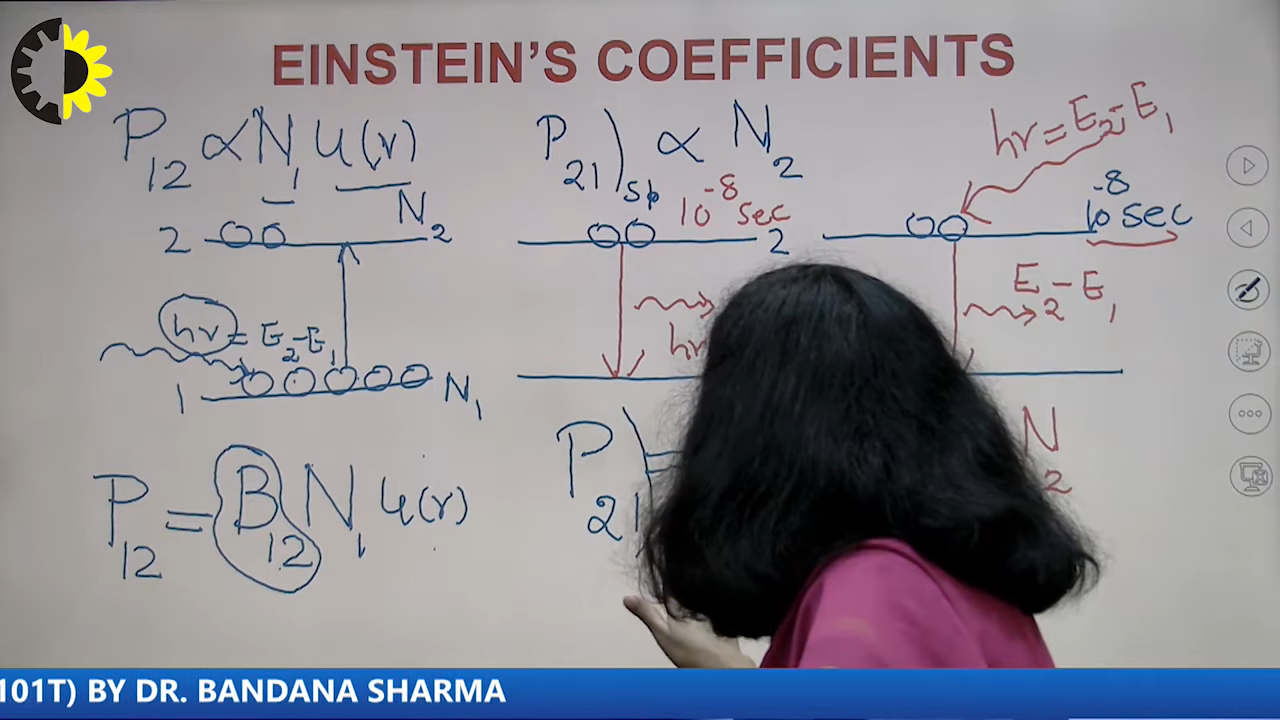 EINSTEIN'S COEFFICIENTS
P₁₂ ∝ N₁ u(ν)
2
N₂
hν = E₂-E₁
1
N₁
P₁₂ = B₁₂ N₁ u(ν)
P₂₁)sp ∝ N₂
10⁻⁸ sec
2
hν
P₂₁) =
hν = E₂-E₁
10⁻⁸ sec
E₂-E₁
N₂
101T) BY DR. BANDANA SHARMA